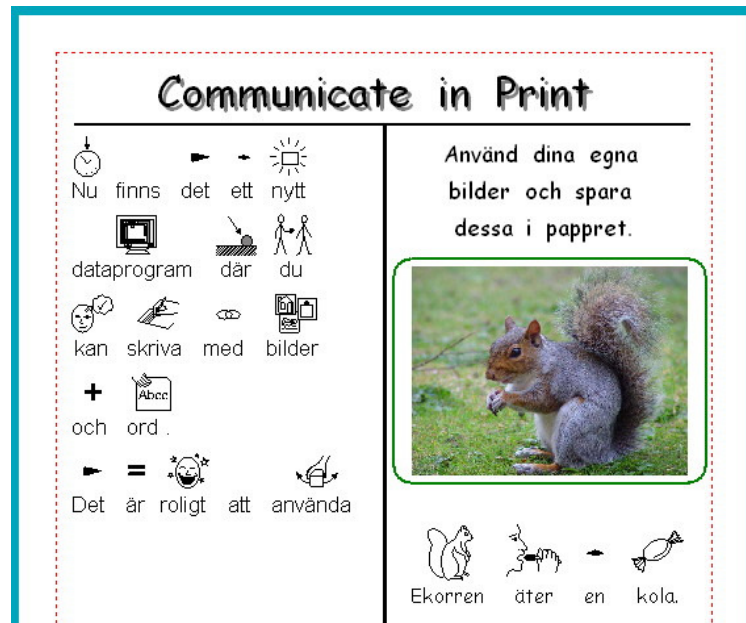 Communicate in Print
Nu finns det ett nytt
dataprogram där du
kan skriva med bilder
Abcc
och ord .
Det är roligt att använda
Använd dina egna
bilder och spara
dessa i pappret.
Ekorren äter en kola.